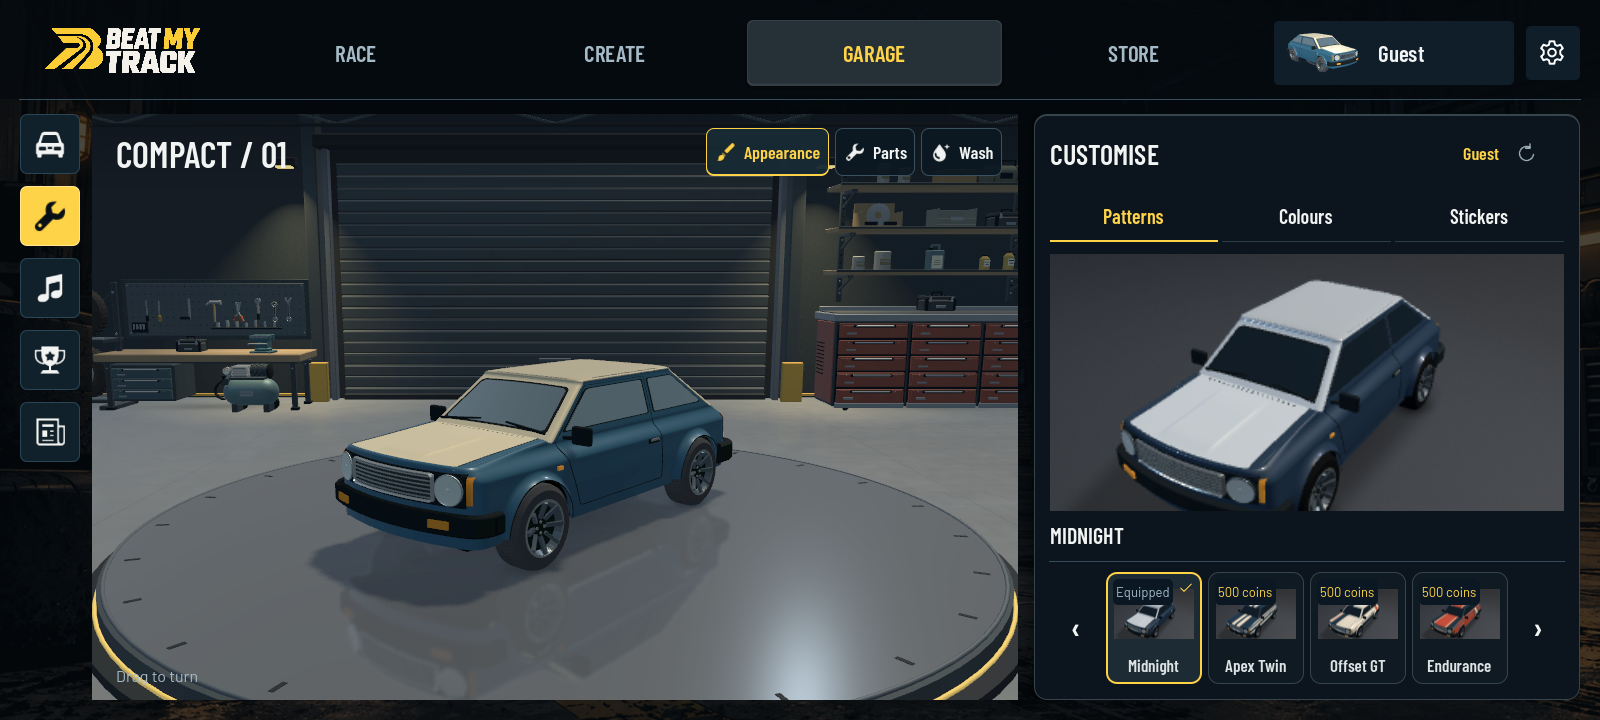 BEAT MY
TRACK
RACE
CREATE
GARAGE
STORE
Guest
COMPACT / 01
Appearance
Parts
Wash
CUSTOMISE
Guest
Patterns
Colours
Stickers
MIDNIGHT
Equipped
500 coins
500 coins
500 coins
Midnight
Apex Twin
Offset GT
Endurance
Drag to turn